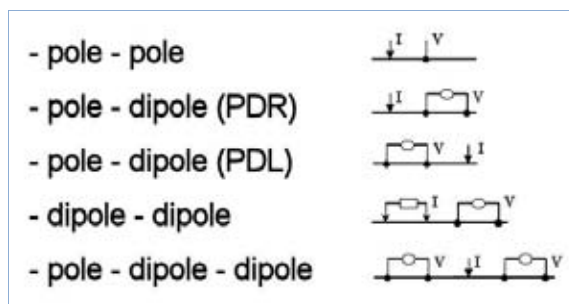 - pole - pole I V
- pole - dipole (PDR) I V
- pole - dipole (PDL) V I
- dipole - dipole I V
- pole - dipole - dipole V I V